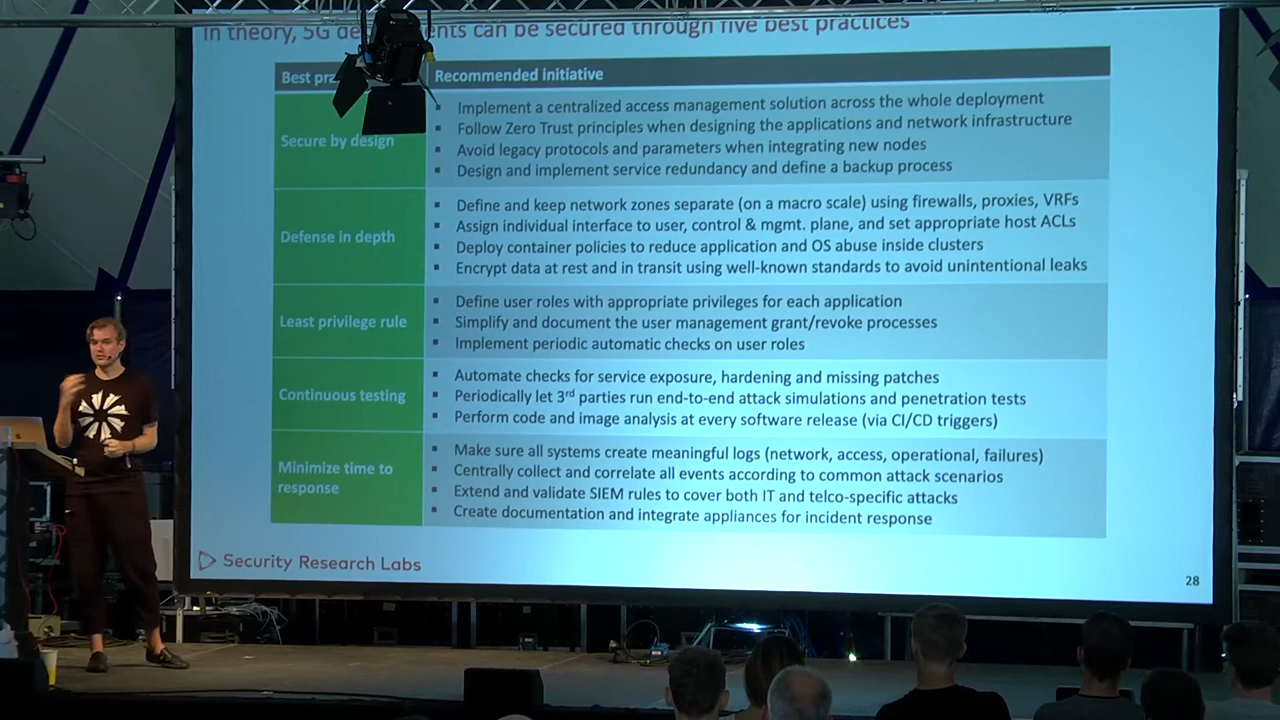 In theory, 5G de ents can be secured through five best practices
Best pra Recommended initiative
Secure by design
▪ Implement a centralized access management solution across the whole deployment
▪ Follow Zero Trust principles when designing the applications and network infrastructure
▪ Avoid legacy protocols and parameters when integrating new nodes
▪ Design and implement service redundancy and define a backup process
Defense in depth
▪ Define and keep network zones separate (on a macro scale) using firewalls, proxies, VRFs
▪ Assign individual interface to user, control & mgmt. plane, and set appropriate host ACLs
▪ Deploy container policies to reduce application and OS abuse inside clusters
▪ Encrypt data at rest and in transit using well-known standards to avoid unintentional leaks
Least privilege rule
▪ Define user roles with appropriate privileges for each application
▪ Simplify and document the user management grant/revoke processes
▪ Implement periodic automatic checks on user roles
Continuous testing
▪ Automate checks for service exposure, hardening and missing patches
▪ Periodically let 3rd parties run end-to-end attack simulations and penetration tests
▪ Perform code and image analysis at every software release (via CI/CD triggers)
Minimize time to
response
▪ Make sure all systems create meaningful logs (network, access, operational, failures)
▪ Centrally collect and correlate all events according to common attack scenarios
▪ Extend and validate SIEM rules to cover both IT and telco-specific attacks
▪ Create documentation and integrate appliances for incident response
Security Research Labs
28